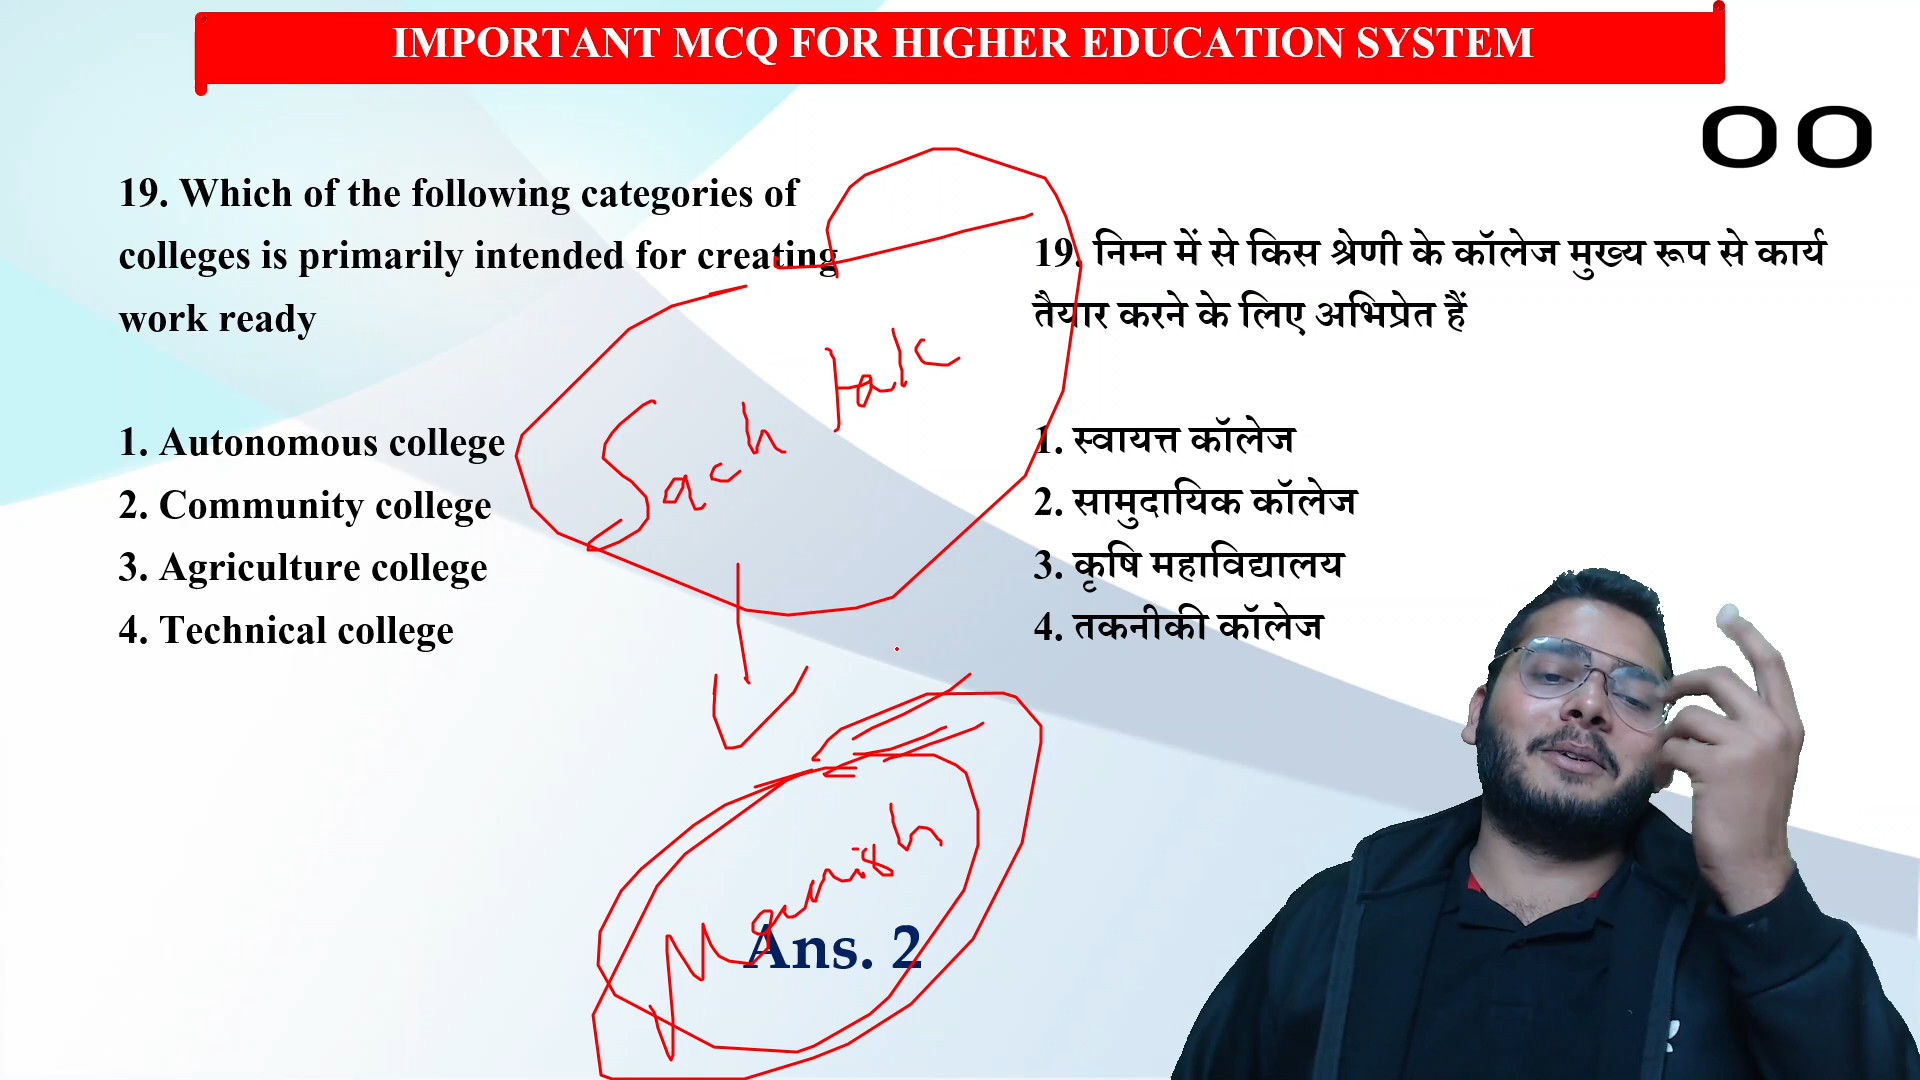 IMPORTANT MCQ FOR HIGHER EDUCATION SYSTEM
00
19. Which of the following categories of
colleges is primarily intended for creating
work ready
1. Autonomous college
2. Community college
3. Agriculture college
4. Technical college
19. निम्न में से किस श्रेणी के कॉलेज मुख्य रूप से कार्य
तैयार करने के लिए अभिप्रेत हैं
1. स्वायत्त कॉलेज
2. सामुदायिक कॉलेज
3. कृषि महाविद्यालय
4. तकनीकी कॉलेज
Sach talk
Manish
Ans. 2